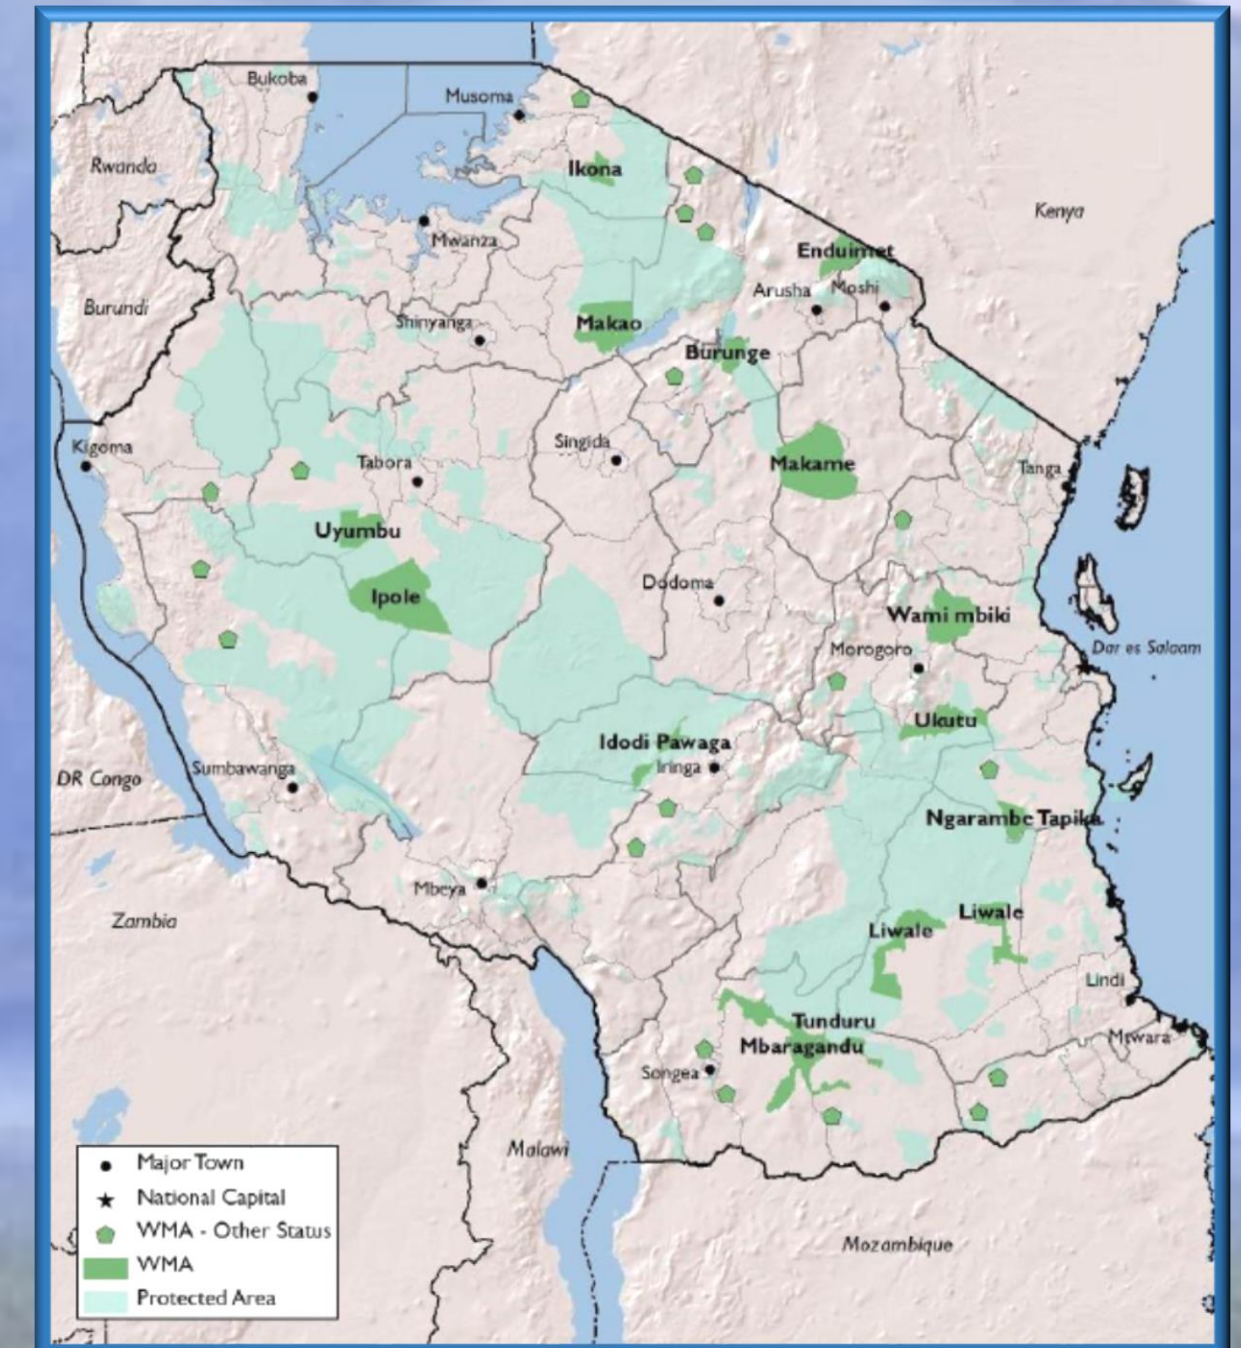 Bukoba
Musoma
Rwanda
Ikona
Kenya
Mwanza
Enduimet
Arusha
Moshi
Burundi
Shinyanga
Makao
Burunge
Kigoma
Singida
Tabora
Makame
Tanga
Uyumbu
Ipole
Dodoma
Wami mbiki
Morogoro
Dar es Salaam
Ukutu
Idodi Pawaga
Iringa
DR Congo
Sumbawanga
Ngarambe Tapika
Mbeya
Zambia
Liwale
Liwale
Lindi
Tunduru
Mbaragandu
Mtwara
Songea
Malawi
Mozambique
Major Town
National Capital
WMA - Other Status
WMA
Protected Area